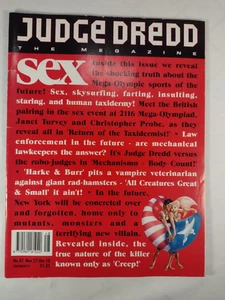 JUDGE DREDD
THE MEGAZINE
sex
Inside this issue we reveal
the shocking truth about the
Mega-Olympic sports of the
future! Sex, skysurfing, farting, insulting,
staring, and human taxidermy! Meet the British
pairing in the sex event at 2116 Mega-Olympiad,
Janet Turvey and Christopher Probe, as they
reveal all in 'Return of the Taxidermist!' • Law
enforcement in the future - are mechanical
lawkeepers the answer? It's Judge Dredd versus
the robo-judges in 'Mechanismo - Body Count!'
'Harke & Burr' pits a vampire veterinarian
against giant rad-hamsters - 'All Creatures Great
& Small' it ain't! • In the future,
New York will be concreted over
and forgotten, home only to
mutants, monsters and a
terrifying new villain.
Revealed inside, the
true nature of the killer
known only as 'Creep!'